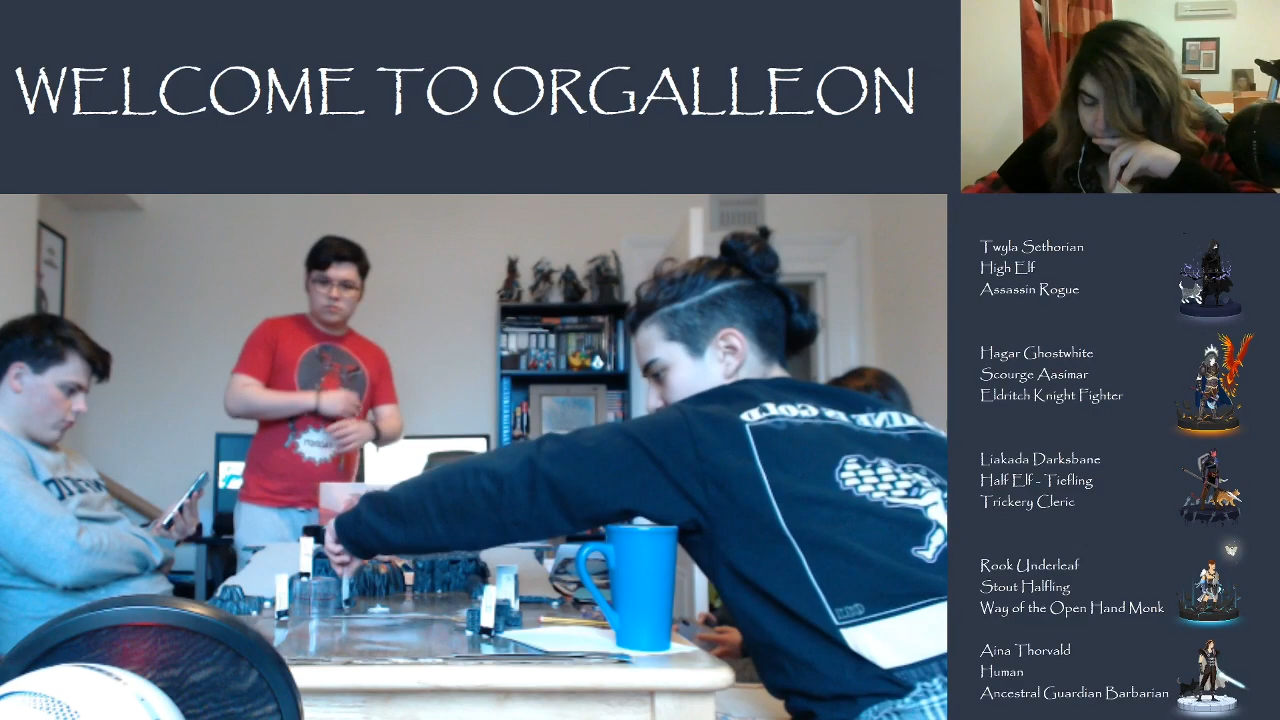 WELCOME TO ORGALLEON
Twyla Sethorian
High Elf
Assassin Rogue
Hagar Ghostwhite
Scourge Aasimar
Eldritch Knight Fighter
Liakada Darksbane
Half Elf - Tiefling
Trickery Cleric
Rook Underleaf
Stout Halfling
Way of the Open Hand Monk
Aina Thorvald
Human
Ancestral Guardian Barbarian